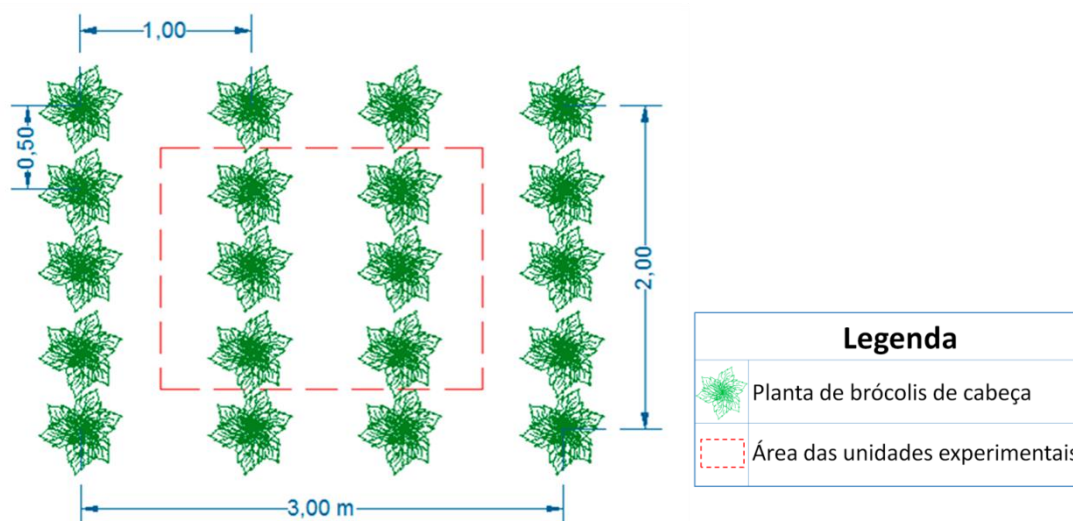 1,00
0,50
2,00
3,00 m
Legenda
Planta de brócolis de cabeça
Área das unidades experimentais